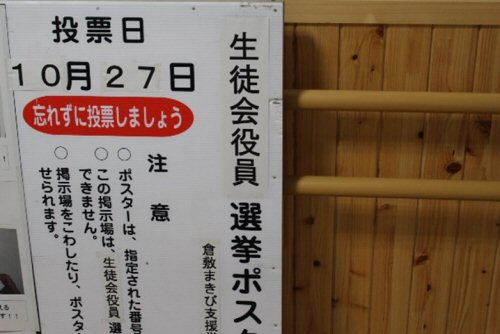 生徒会役員選挙ポス
倉敷まきび支援
投票日
10月27日
忘れずに投票しましょう
注意
○ ポスターは、指定された番号
○ この掲示場は、生徒会役員選
できません。
○ 掲示場をこわしたり、ポスタ
せられます。